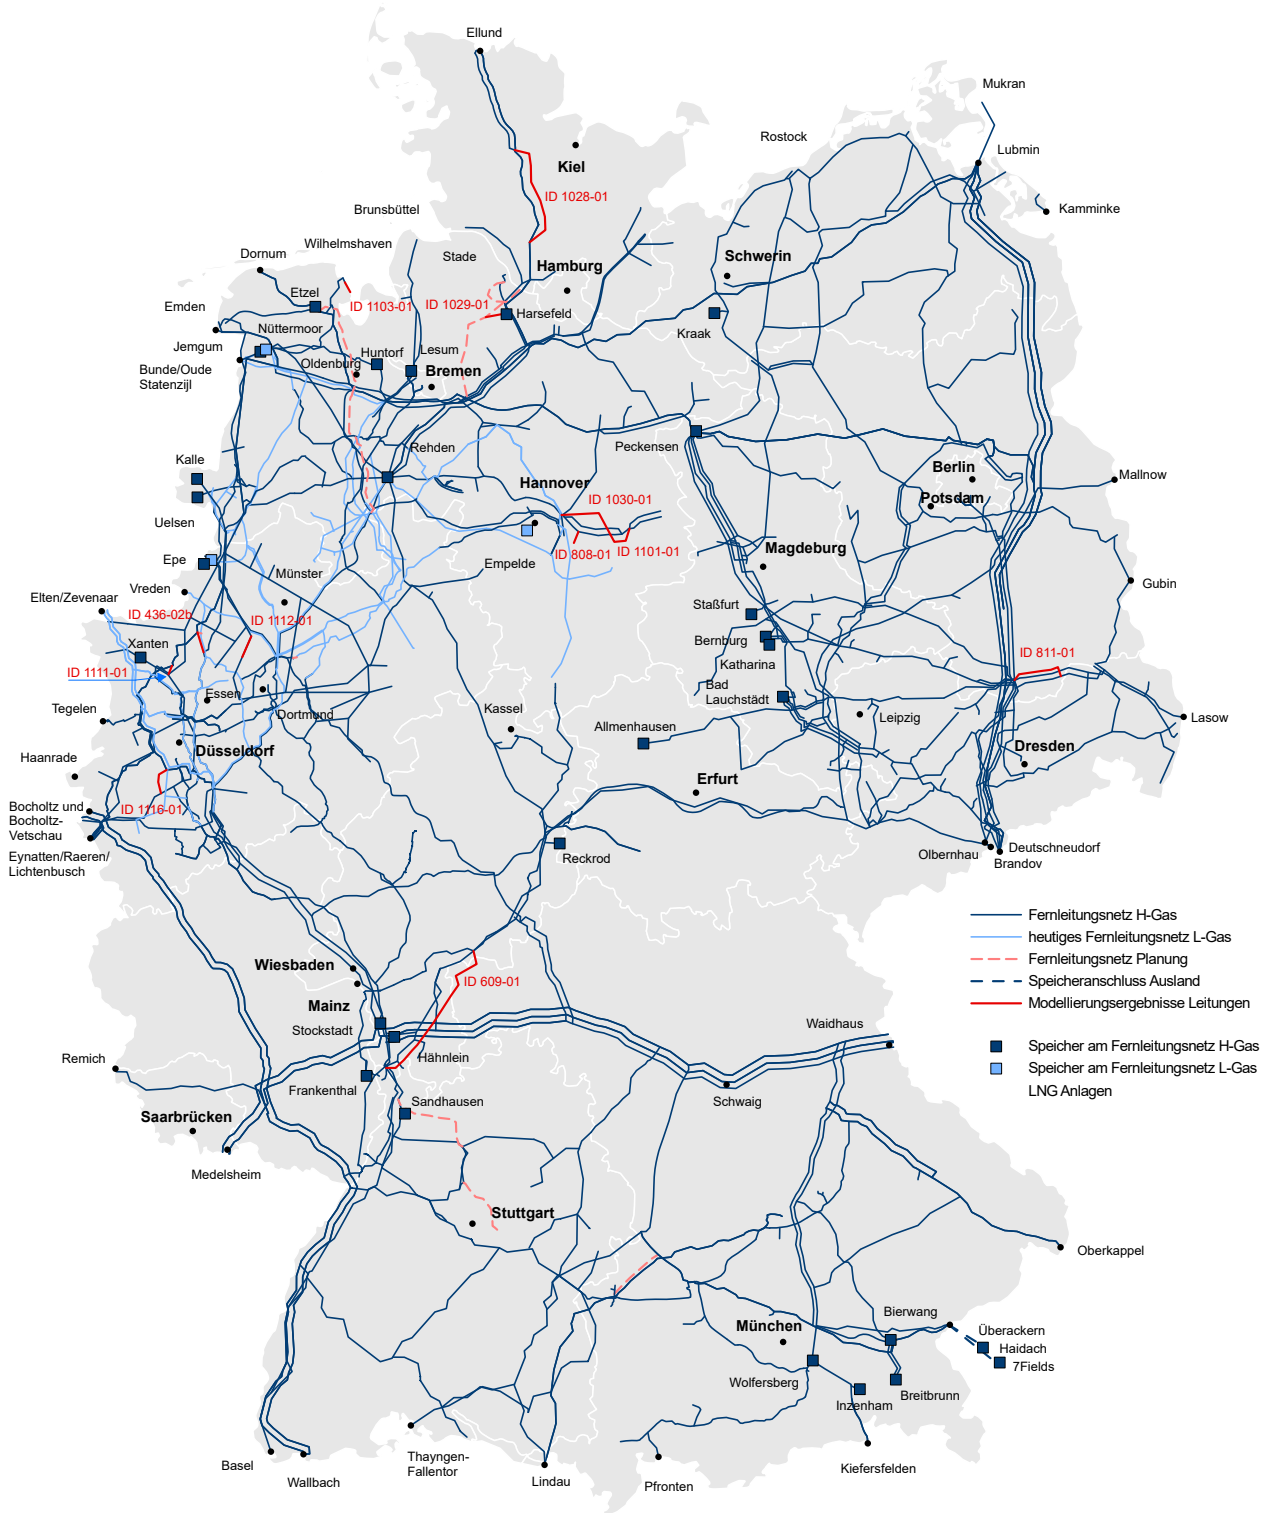 Ellund
Mukran
Rostock
Kiel
Lubmin
ID 1028-01
Kamminke
Brunsbüttel
Wilhelmshaven
Dornum
Stade
Hamburg
Schwerin
Etzel
ID 1103-01
ID 1029-01
Harsefeld
Emden
Nüttermoor
Kraak
Jemgum
Oldenburg
Huntorf
Lesum
Bunde/Oude
Statenzijl
Bremen
Rehden
Peckensen
Kalle
Berlin
Mallnow
Hannover
ID 1030-01
Potsdam
Uelsen
ID 808-01
ID 1101-01
Magdeburg
Epe
Empelde
Münster
Gubin
Vreden
Elten/Zevenaar
ID 436-02b
ID 1112-01
Staßfurt
Xanten
Bernburg
ID 811-01
Katharina
ID 1111-01
Essen
Bad
Lauchstädt
Tegelen
Dortmund
Kassel
Allmenhausen
Leipzig
Lasow
Düsseldorf
Dresden
Haanrade
Erfurt
ID 1116-01
Bocholtz und
Bocholtz-
Vetschau
Eynatten/Raeren/
Lichtenbusch
Reckrod
Olbernhau
Deutschneudorf
Brandov
Fernleitungsnetz H-Gas
heutiges Fernleitungsnetz L-Gas
Fernleitungsnetz Planung
Speicheranschluss Ausland
Modellierungsergebnisse Leitungen
Speicher am Fernleitungsnetz H-Gas
Speicher am Fernleitungsnetz L-Gas
LNG Anlagen
Wiesbaden
ID 609-01
Mainz
Stockstadt
Waidhaus
Remich
Hähnlein
Frankenthal
Schwaig
Sandhausen
Saarbrücken
Medelsheim
Stuttgart
Oberkappel
Bierwang
München
Überackern
Haidach
7Fields
Wolfersberg
Breitbrunn
Inzenham
Basel
Wallbach
Thayngen-
Fallentor
Lindau
Pfronten
Kiefersfelden